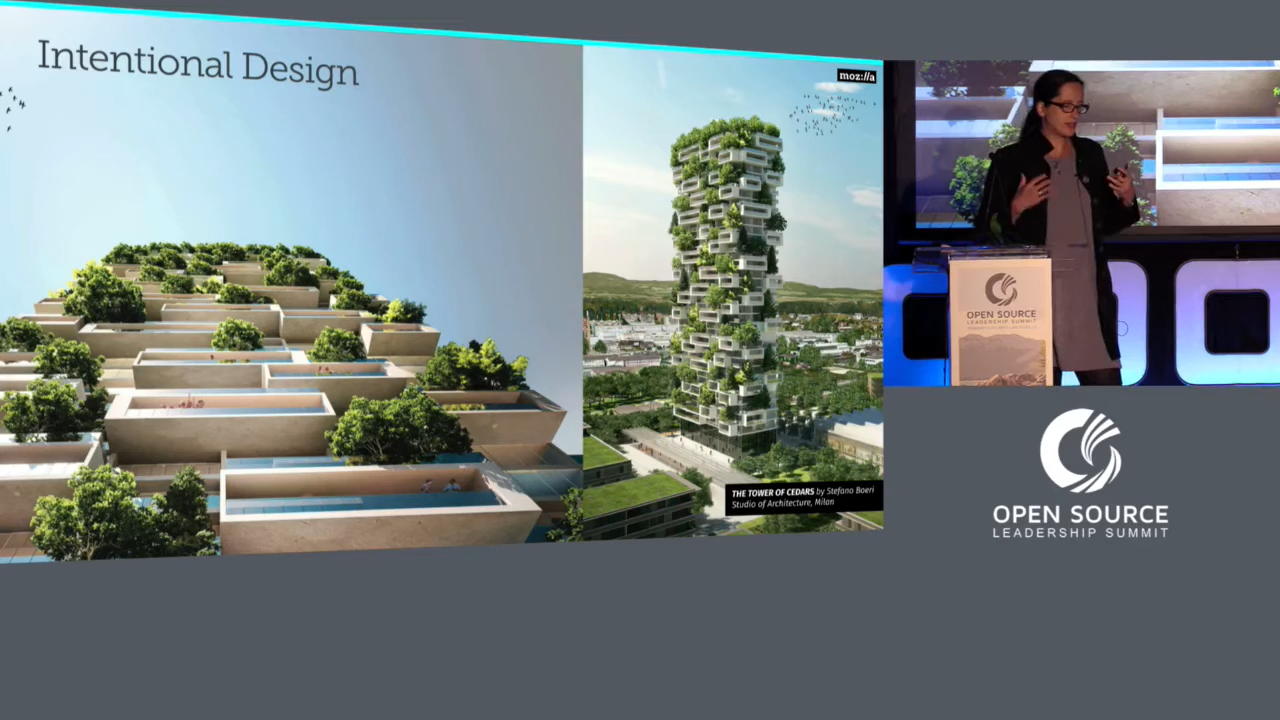 Intentional Design
moz://a
THE TOWER OF CEDARS by Stefano Boeri
Studio of Architecture, Milan
OPEN SOURCE
LEADERSHIP SUMMIT
OPEN SOURCE
LEADERSHIP SUMMIT